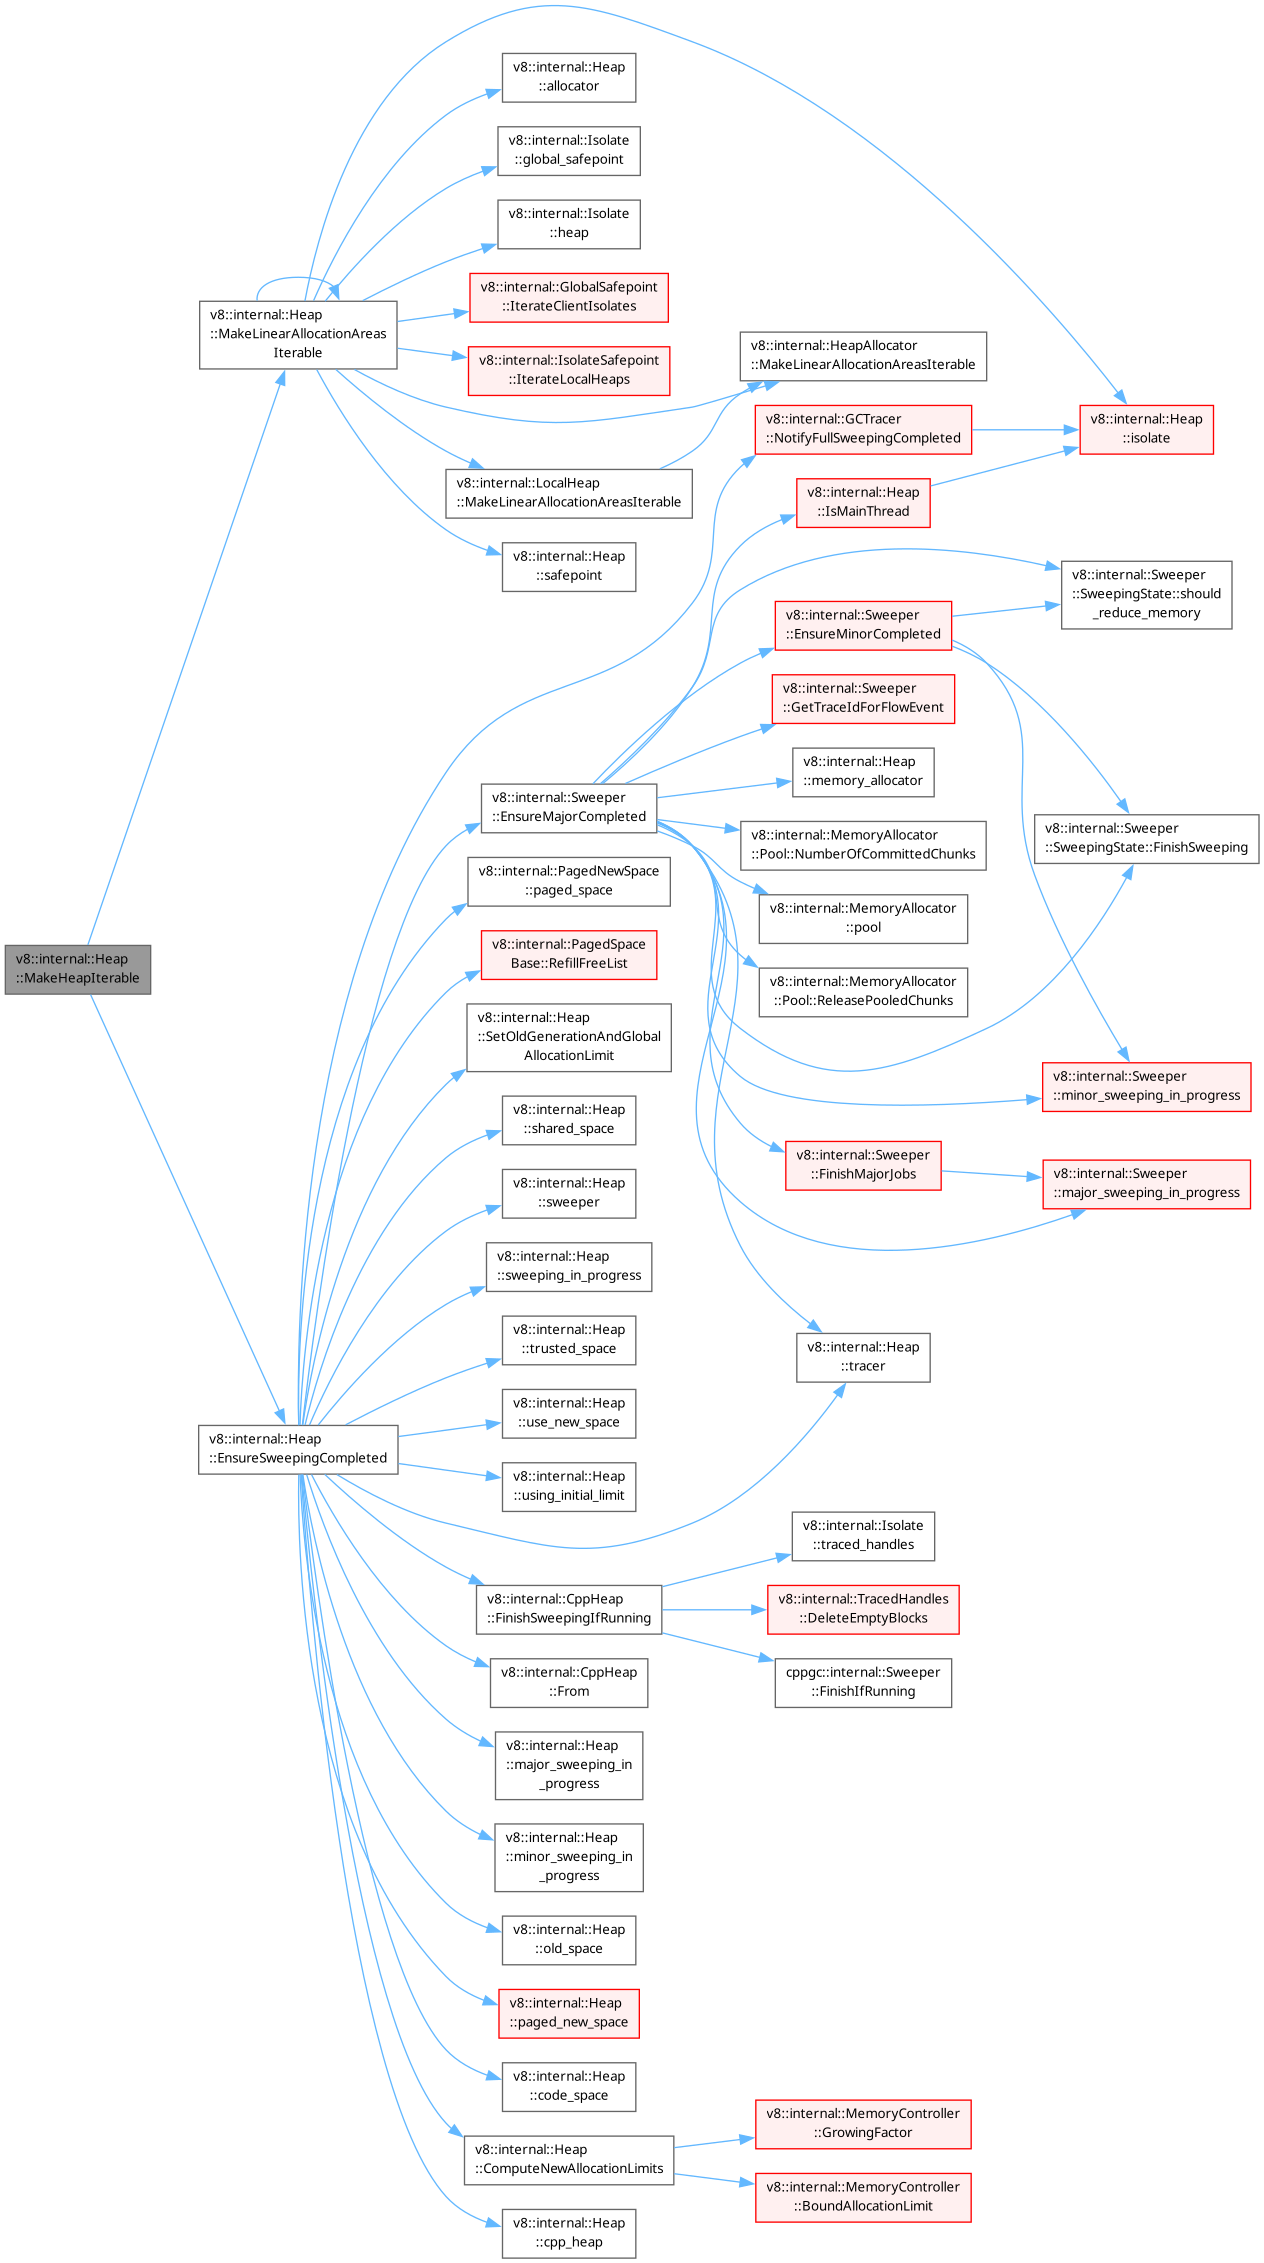 v8::internal::Heap
::allocator
v8::internal::Isolate
::global_safepoint
v8::internal::Isolate
::heap
v8::internal::GlobalSafepoint
::IterateClientIsolates
v8::internal::Heap
::MakeLinearAllocationAreas
Iterable
v8::internal::IsolateSafepoint
::IterateLocalHeaps
v8::internal::HeapAllocator
::MakeLinearAllocationAreasIterable
v8::internal::GCTracer
::NotifyFullSweepingCompleted
v8::internal::Heap
::isolate
v8::internal::LocalHeap
::MakeLinearAllocationAreasIterable
v8::internal::Heap
::IsMainThread
v8::internal::Heap
::safepoint
v8::internal::Sweeper
::SweepingState::should
_reduce_memory
v8::internal::Sweeper
::EnsureMinorCompleted
v8::internal::Sweeper
::GetTraceIdForFlowEvent
v8::internal::Heap
::memory_allocator
v8::internal::Sweeper
::EnsureMajorCompleted
v8::internal::MemoryAllocator
::Pool::NumberOfCommittedChunks
v8::internal::Sweeper
::SweepingState::FinishSweeping
v8::internal::PagedNewSpace
::paged_space
v8::internal::MemoryAllocator
::pool
v8::internal::Heap
::MakeHeapIterable
v8::internal::PagedSpace
Base::RefillFreeList
v8::internal::MemoryAllocator
::Pool::ReleasePooledChunks
v8::internal::Heap
::SetOldGenerationAndGlobal
AllocationLimit
v8::internal::Sweeper
::minor_sweeping_in_progress
v8::internal::Heap
::shared_space
v8::internal::Sweeper
::FinishMajorJobs
v8::internal::Sweeper
::major_sweeping_in_progress
v8::internal::Heap
::sweeper
v8::internal::Heap
::sweeping_in_progress
v8::internal::Heap
::trusted_space
v8::internal::Heap
::tracer
v8::internal::Heap
::use_new_space
v8::internal::Heap
::EnsureSweepingCompleted
v8::internal::Heap
::using_initial_limit
v8::internal::Isolate
::traced_handles
v8::internal::CppHeap
::FinishSweepingIfRunning
v8::internal::TracedHandles
::DeleteEmptyBlocks
v8::internal::CppHeap
::From
cppgc::internal::Sweeper
::FinishIfRunning
v8::internal::Heap
::major_sweeping_in
_progress
v8::internal::Heap
::minor_sweeping_in
_progress
v8::internal::Heap
::old_space
v8::internal::Heap
::paged_new_space
v8::internal::Heap
::code_space
v8::internal::Heap
::ComputeNewAllocationLimits
v8::internal::MemoryController
::GrowingFactor
v8::internal::MemoryController
::BoundAllocationLimit
v8::internal::Heap
::cpp_heap